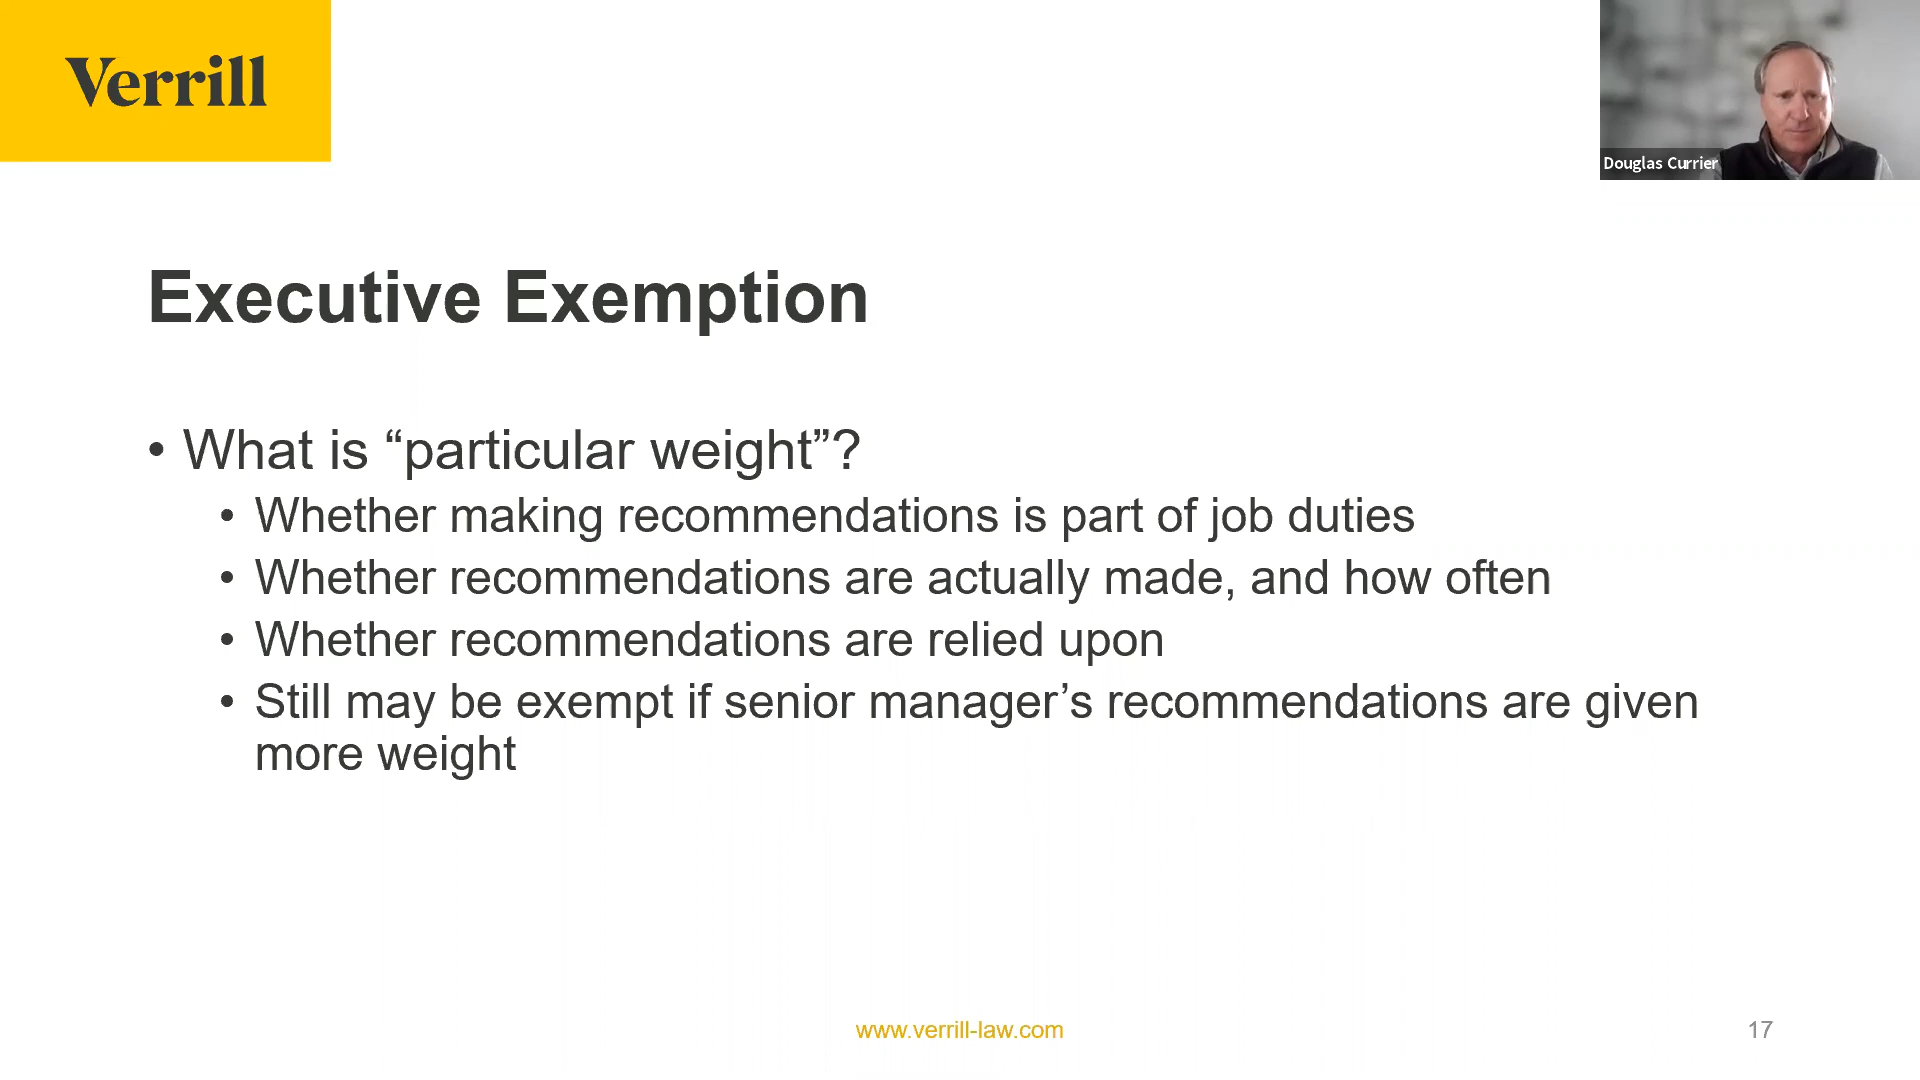 Verrill
Douglas Currier
Executive Exemption
• What is “particular weight”?
• Whether making recommendations is part of job duties
• Whether recommendations are actually made, and how often
• Whether recommendations are relied upon
• Still may be exempt if senior manager’s recommendations are given
more weight
www.verrill-law.com
17